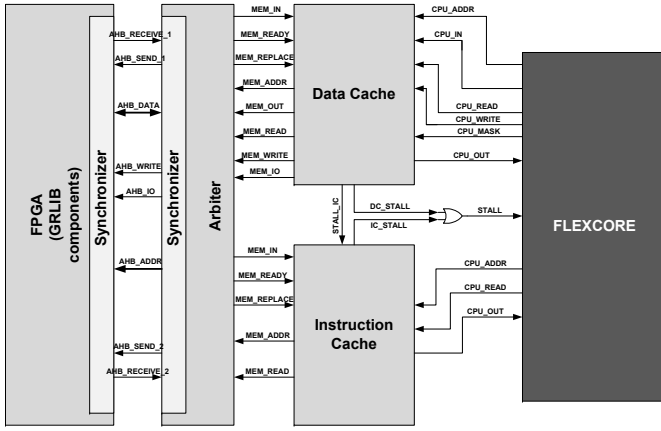 FPGA
(GRLIB
components)
Synchronizer
AHB_RECEIVE_1
AHB_SEND_1
AHB_DATA
AHB_WRITE
AHB_IO
AHB_ADDR
AHB_SEND_2
AHB_RECEIVE_2
Synchronizer
Arbiter
MEM_IN
MEM_READY
MEM_REPLACE
MEM_ADDR
MEM_OUT
MEM_READ
MEM_WRITE
MEM_IO
MEM_IN
MEM_READY
MEM_REPLACE
MEM_ADDR
MEM_READ
Data Cache
STALL_IC
DC_STALL
IC_STALL
STALL
Instruction
Cache
CPU_ADDR
CPU_IN
CPU_READ
CPU_WRITE
CPU_MASK
CPU_OUT
CPU_ADDR
CPU_READ
CPU_OUT
FLEXCORE